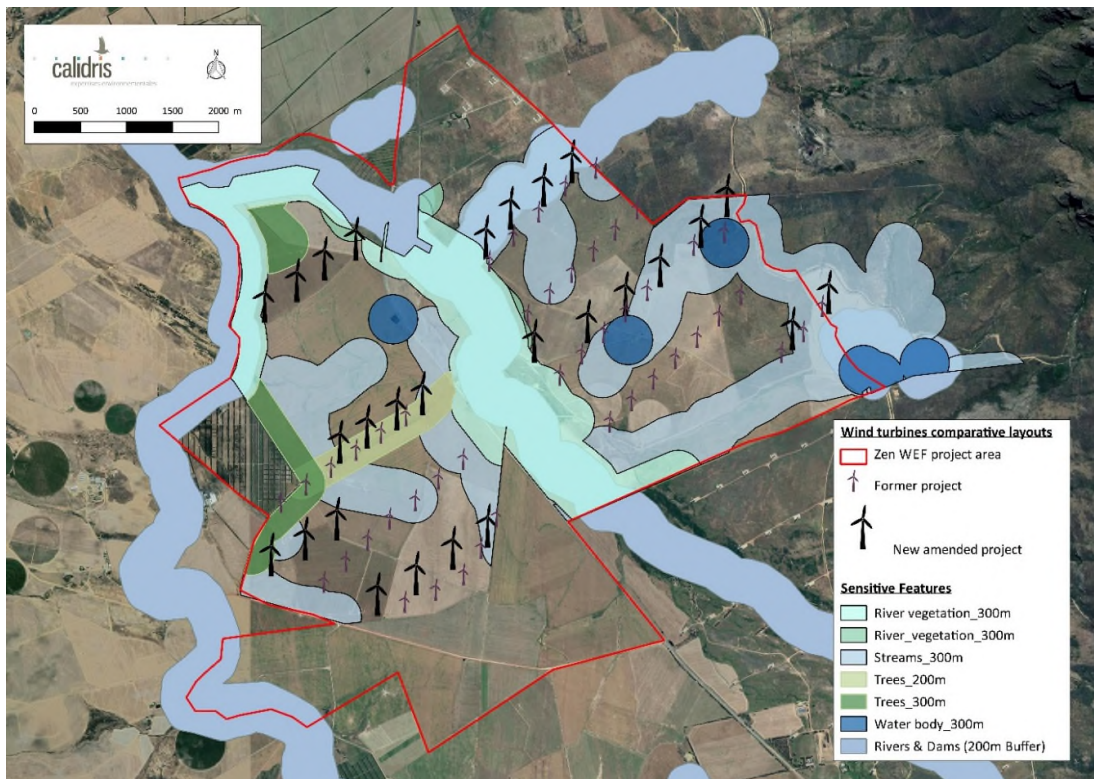 calidris
expertises environnementales
N
0 500 1000 1500 2000 m
Wind turbines comparative layouts
Zen WEF project area
Former project
New amended project
Sensitive Features
River vegetation_300m
River_vegetation_300m
Streams_300m
Trees_200m
Trees_300m
Water body_300m
Rivers & Dams (200m Buffer)